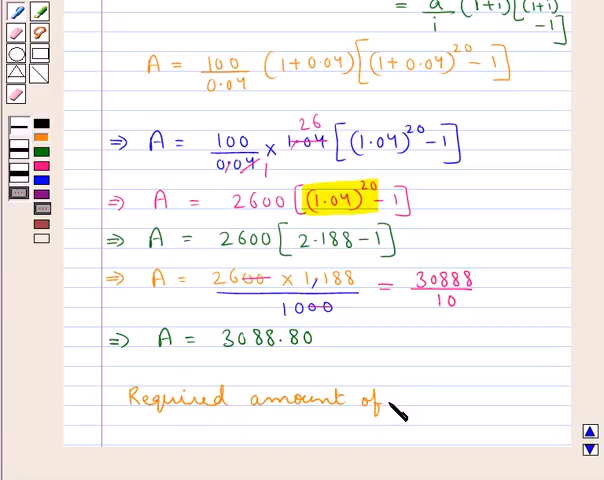 = a/i (1+i) [(1+i) -1]
A = 100/0.04 (1+0.04) [(1+0.04)^20 - 1]
⇒ A = 100/0.04 × 1.04 26 1 [(1.04)^20 - 1]
⇒ A = 2600 [(1.04)^20 - 1]
⇒ A = 2600 [2.188 - 1]
⇒ A = 2600 × 1,188 / 1000 = 30888/10
⇒ A = 3088.80
Required amount of